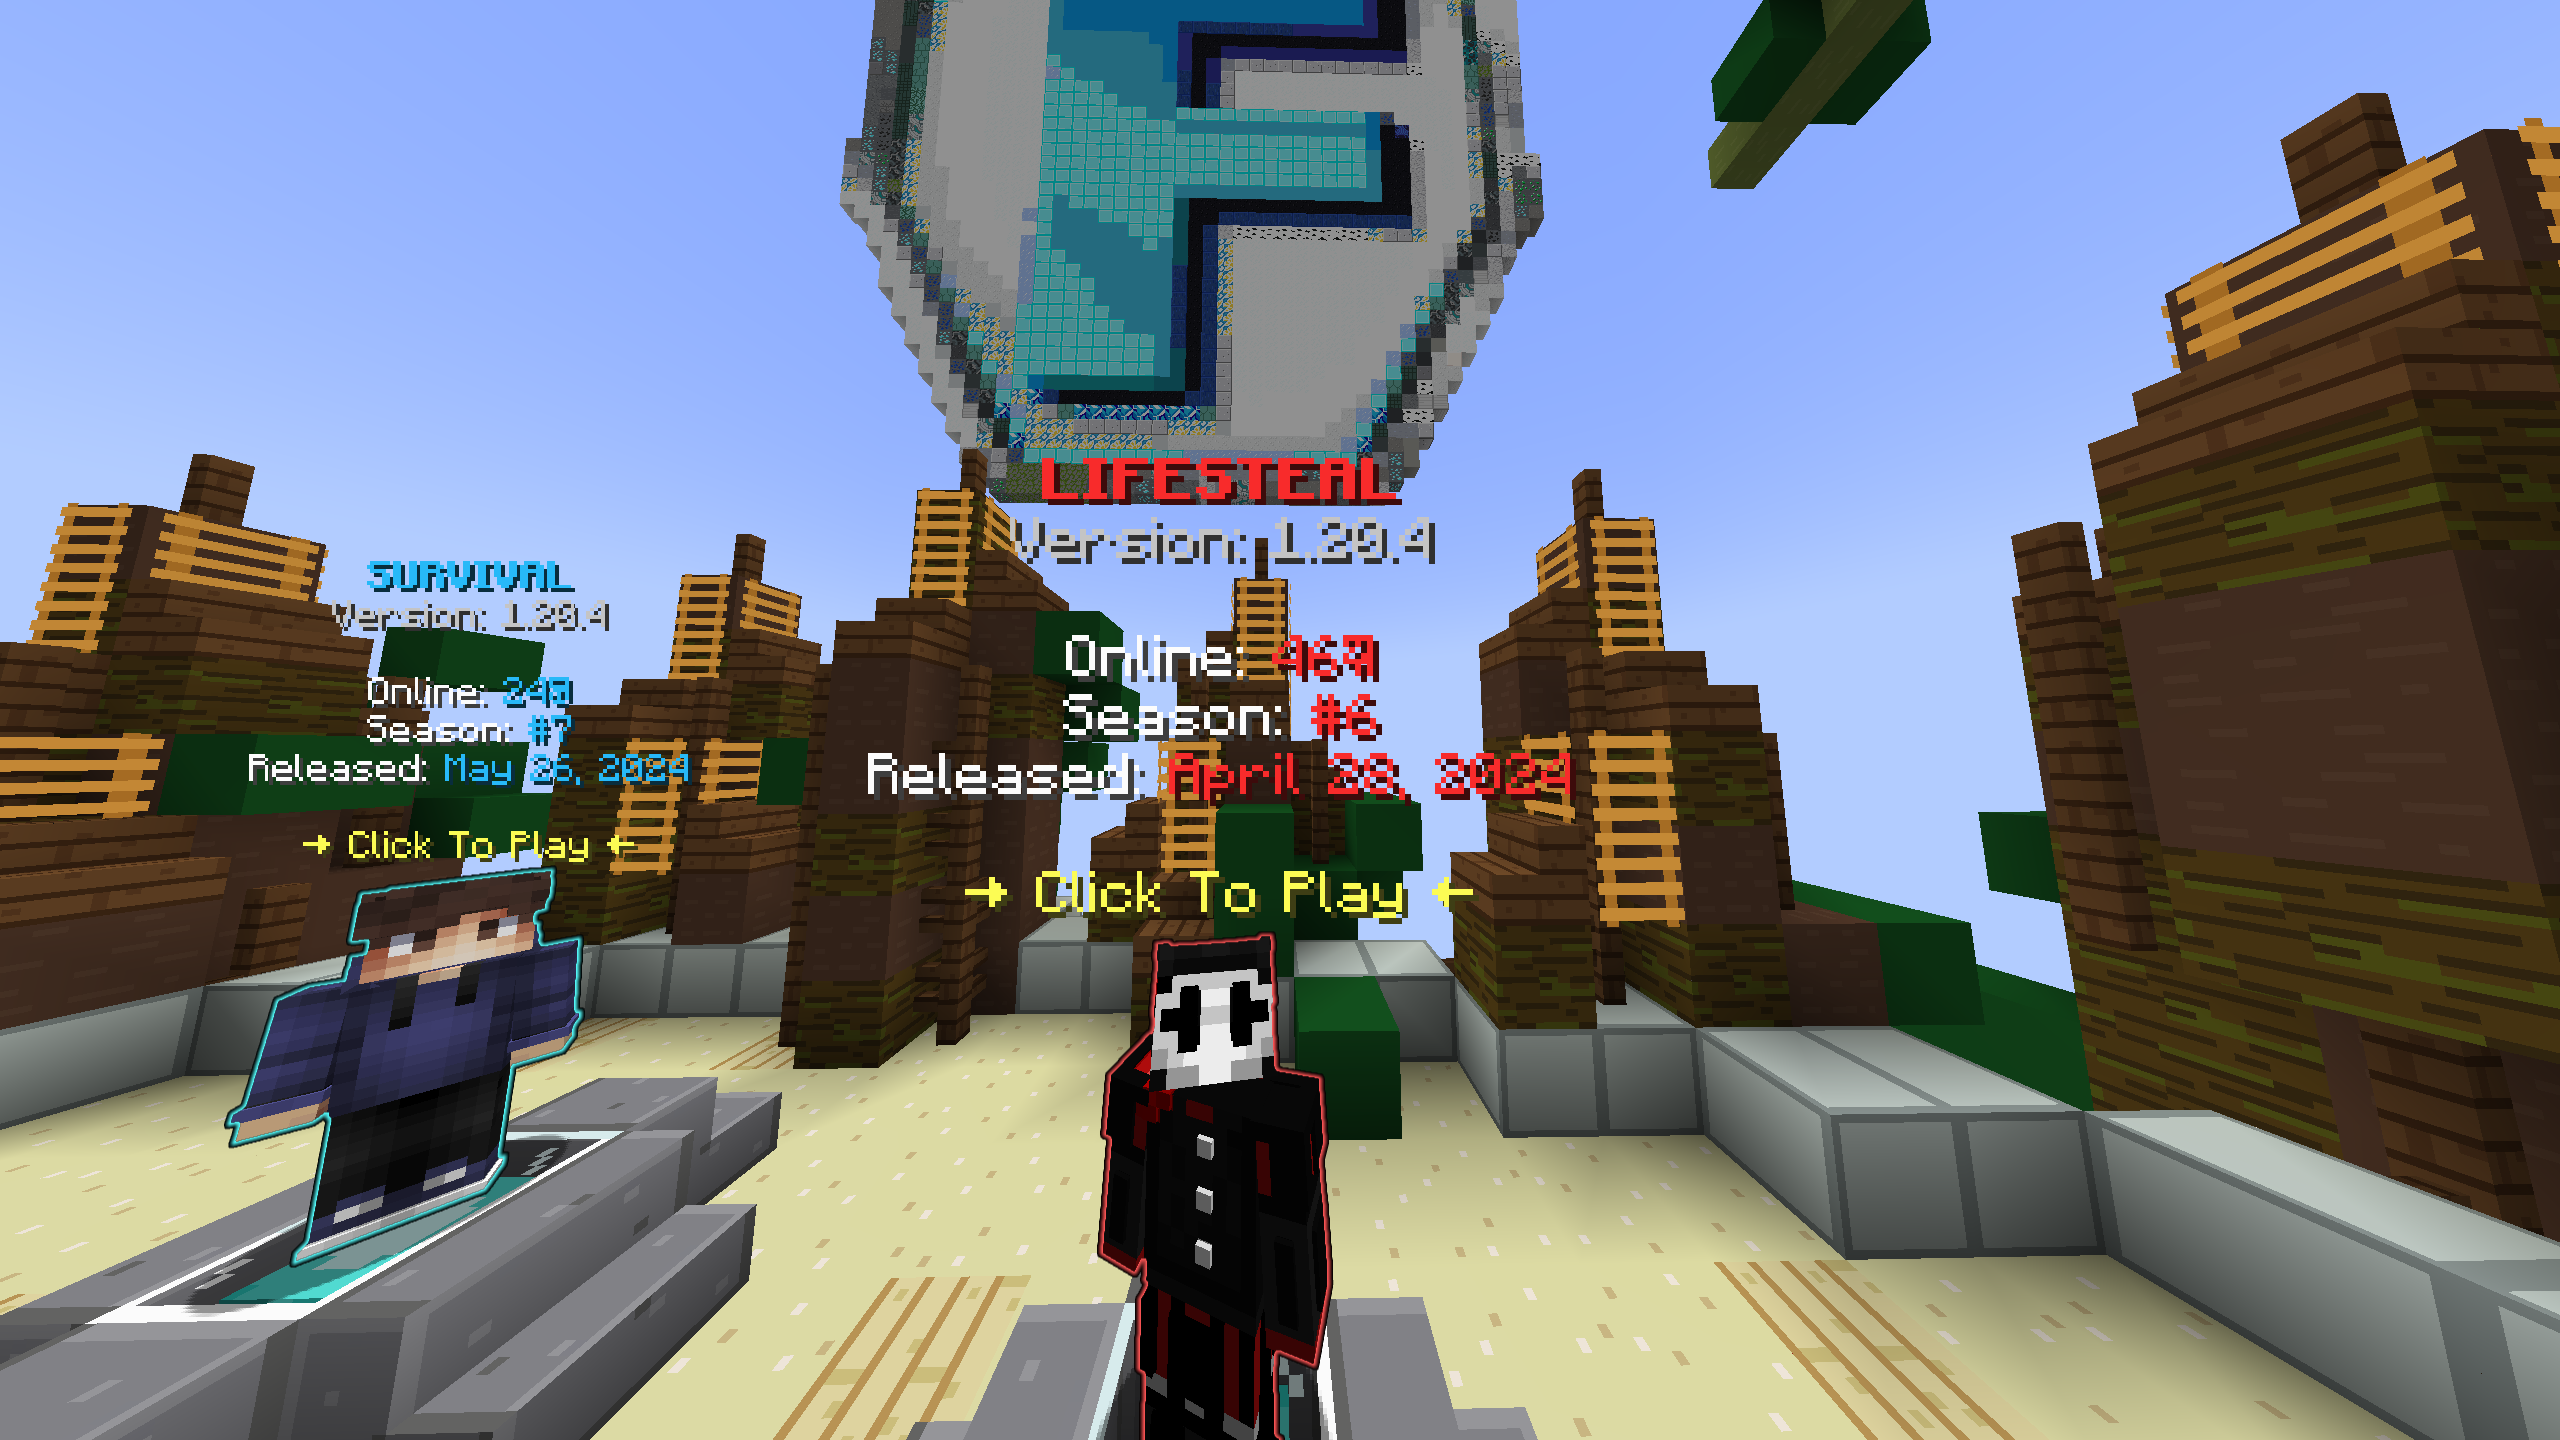 LIFESTEAL
Version: 1.20.4
Online:
Season: #6
Released: April 28, 2024
→ Click To Play ←
SURVIVAL
Version: 1.20.4
Online: 240
Season: #7
Released: May 26, 2024
→ Click To Play ←